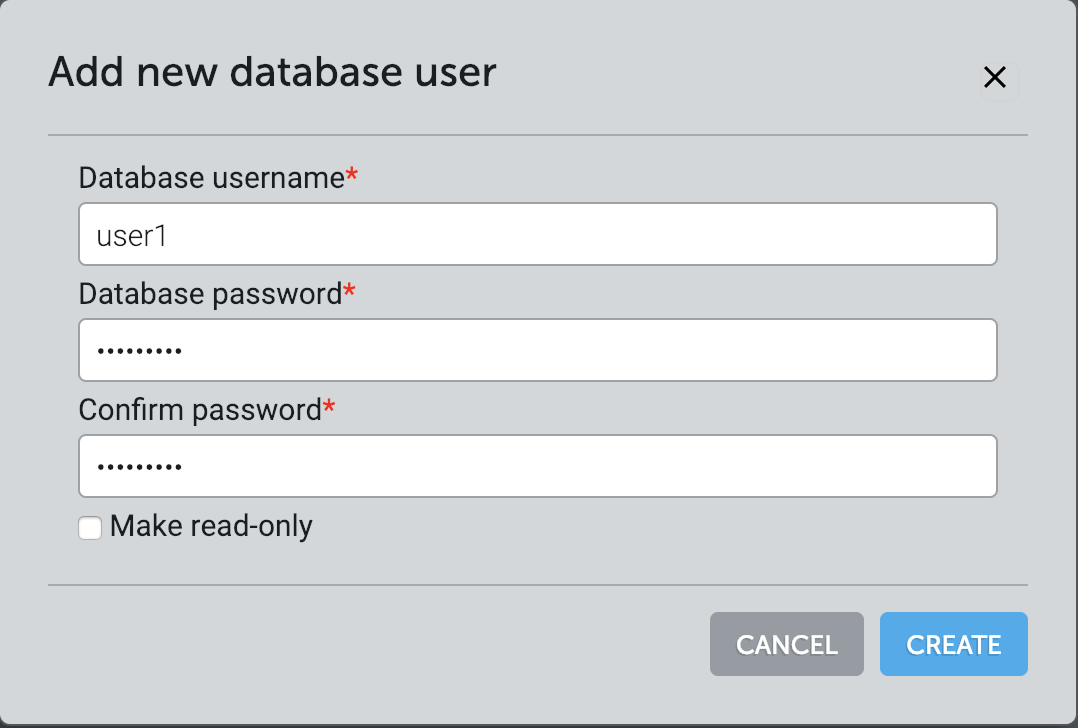 Add new database user
Database username*
user1
Database password*
•••••••••
Confirm password*
•••••••••
Make read-only
CANCEL
CREATE